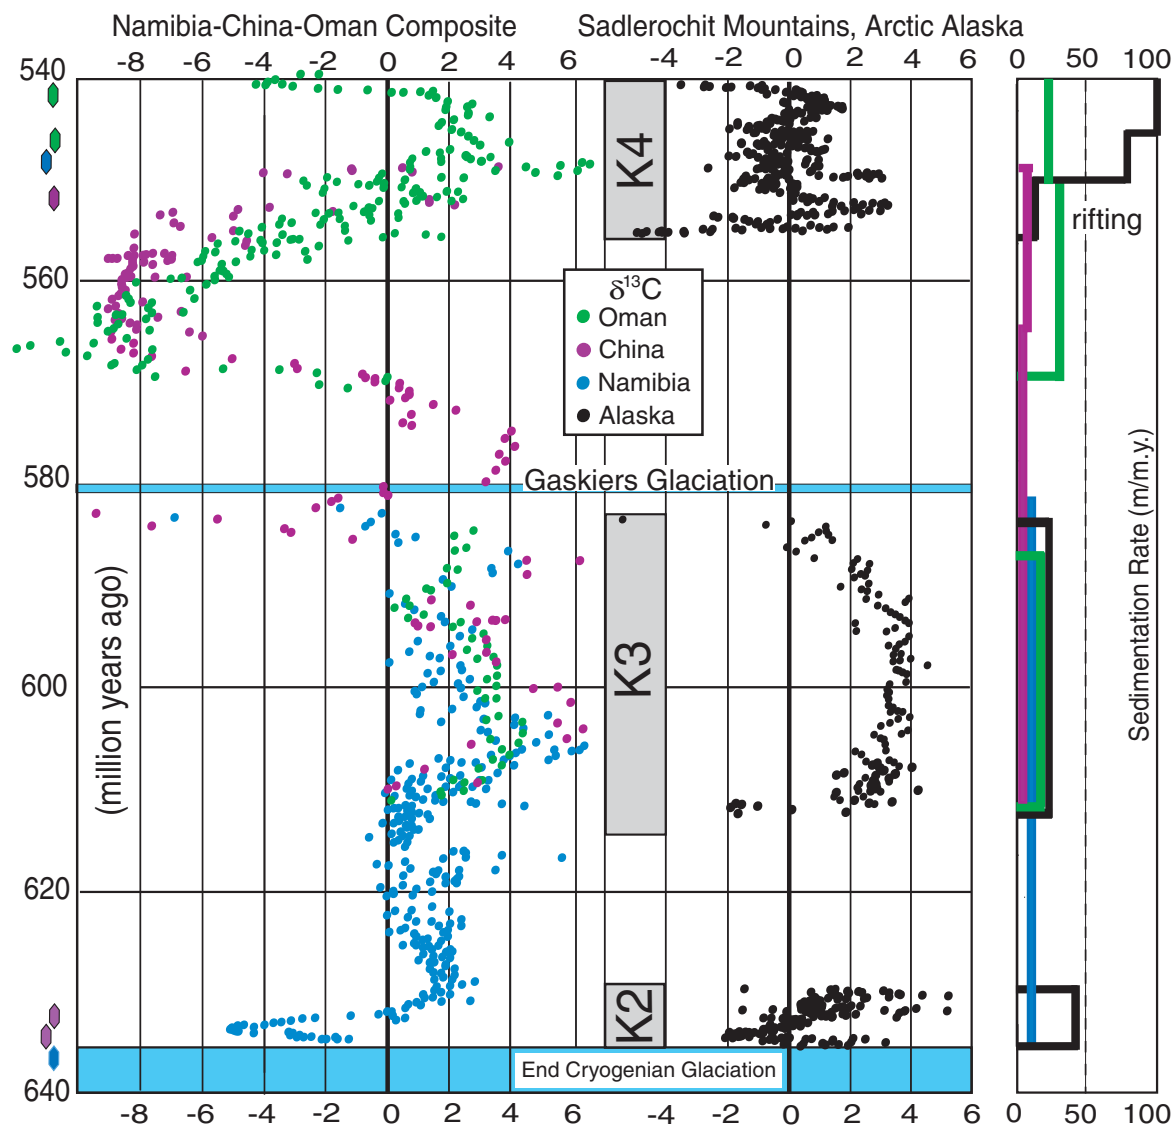 Namibia-China-Oman Composite
Sadlerochit Mountains, Arctic Alaska
-8 -6 -4 -2 0 2 4 6 -4 -2 0 2 4 6 0 50 100
540
560
580
600
620
640
(million years ago)
K4
K3
K2
δ13C
Oman
China
Namibia
Alaska
rifting
Gaskiers Glaciation
Sedimentation Rate (m/m.y.)
End Cryogenian Glaciation
-8 -6 -4 -2 0 2 4 6 -4 -2 0 2 4 6 0 50 100